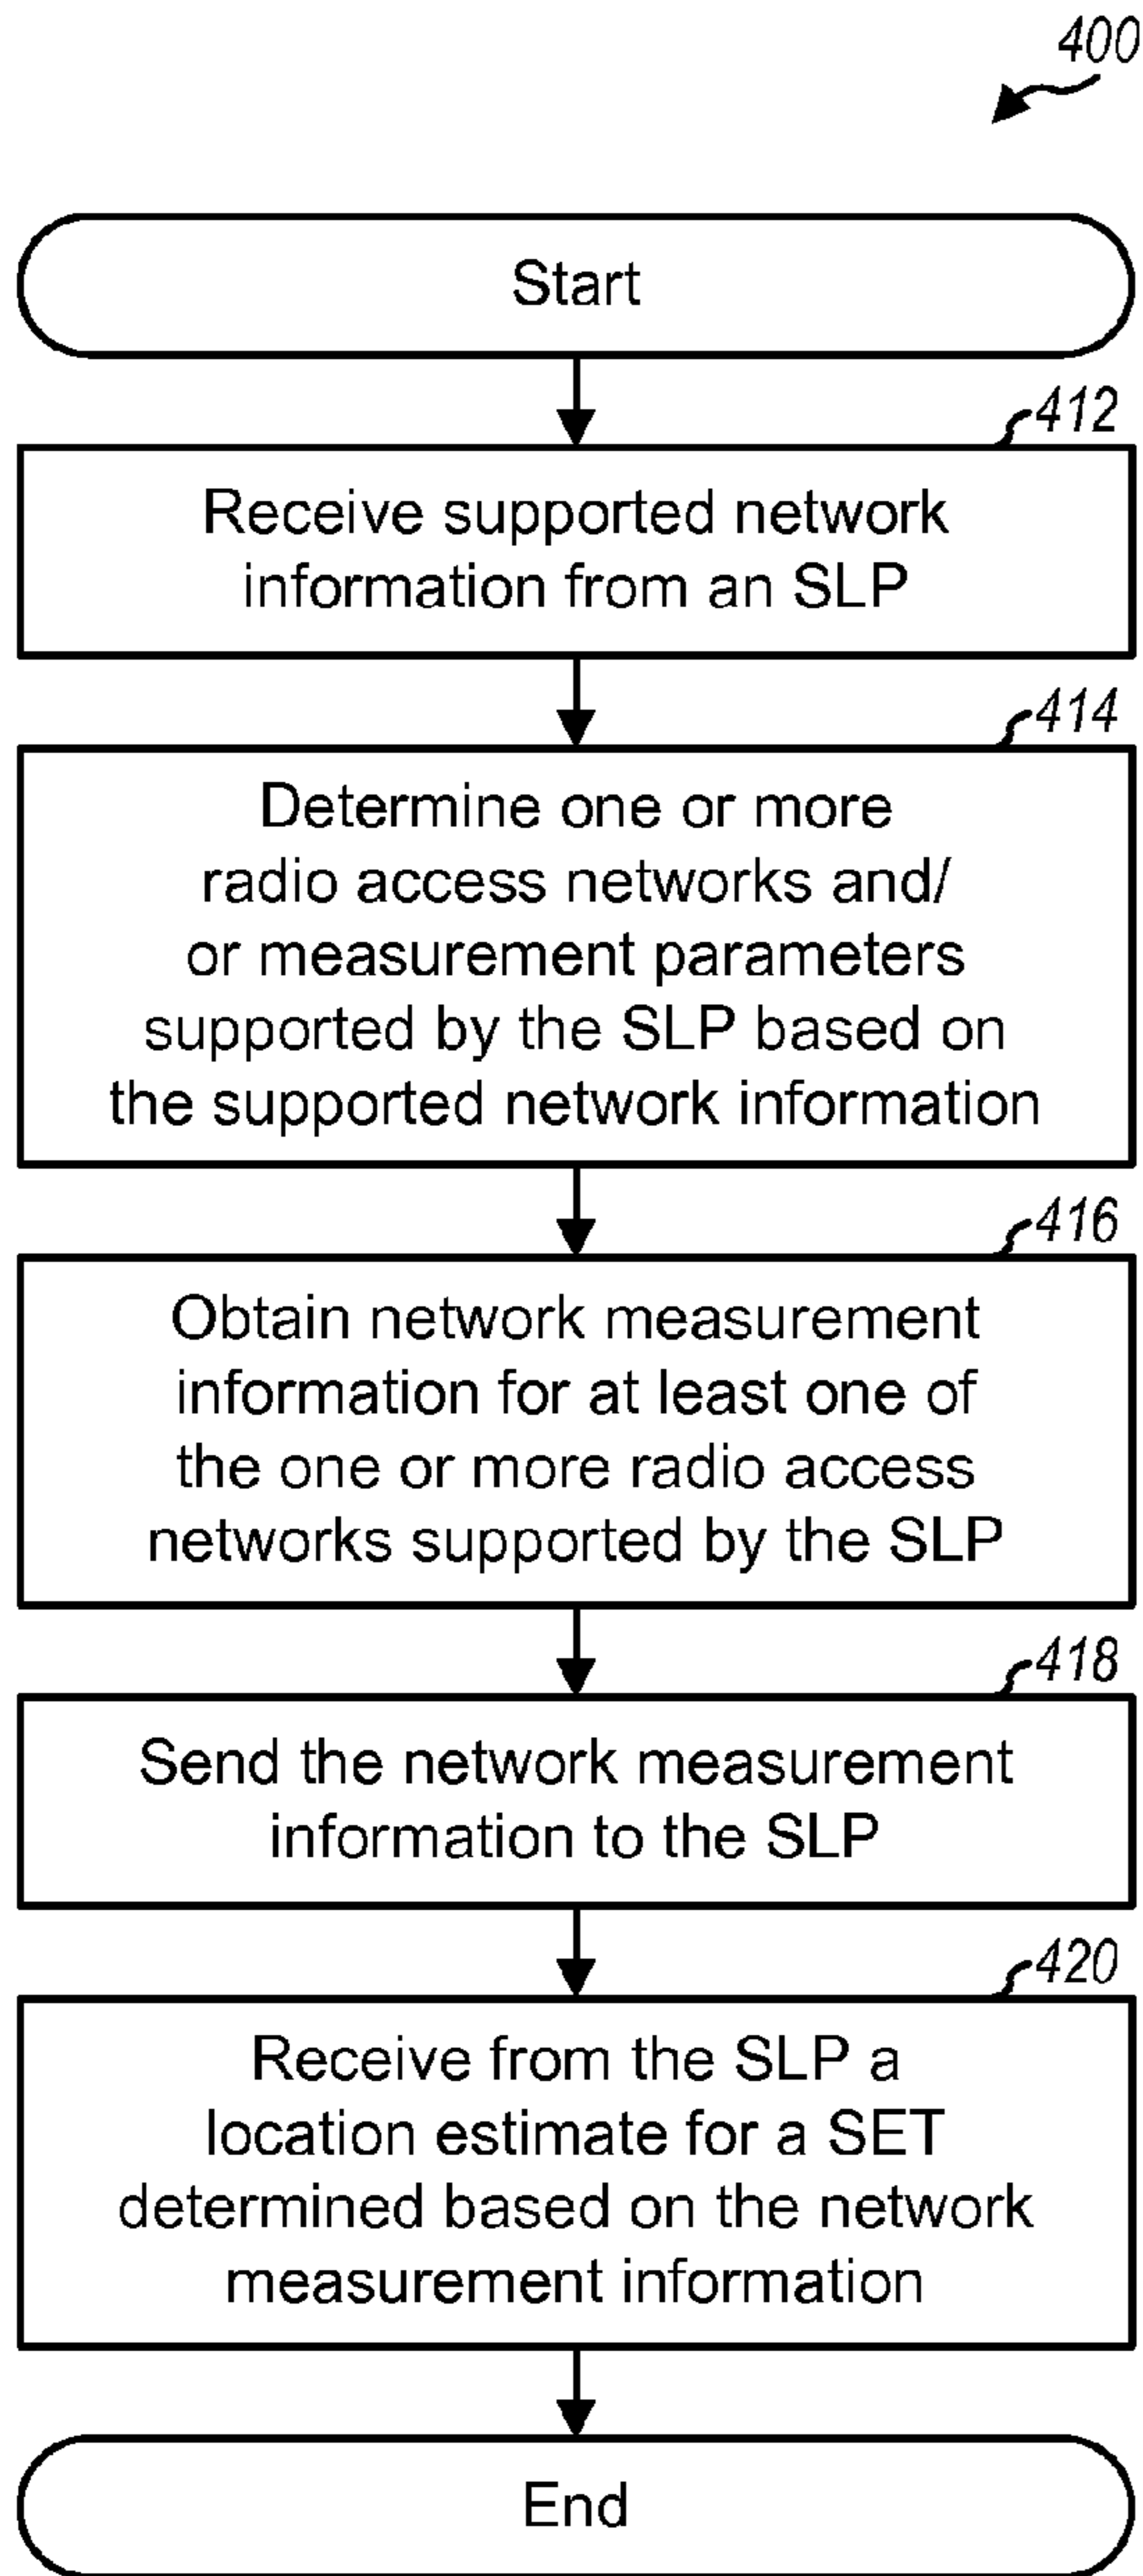 400
Start
412
Receive supported network
information from an SLP
414
Determine one or more
radio access networks and/
or measurement parameters
supported by the SLP based on
the supported network information
416
Obtain network measurement
information for at least one of
the one or more radio access
networks supported by the SLP
418
Send the network measurement
information to the SLP
420
Receive from the SLP a
location estimate for a SET
determined based on the network
measurement information
End